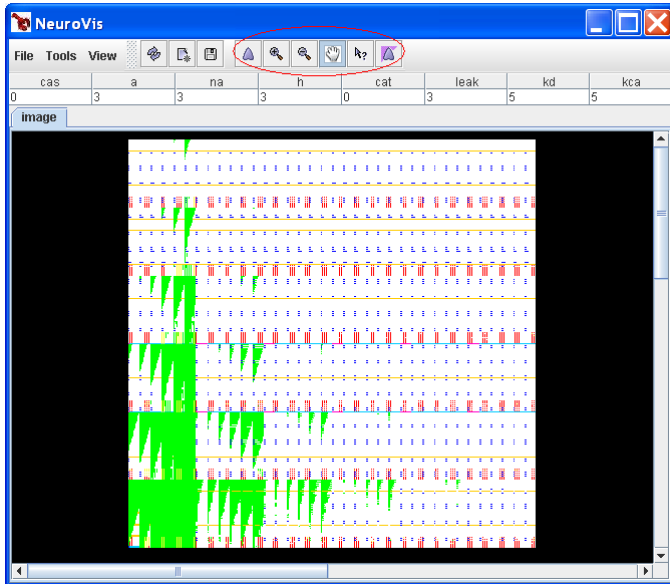 NeuroVis
File Tools View
cas a na h cat leak kd kca
0 3 3 3 0 3 5 5
image